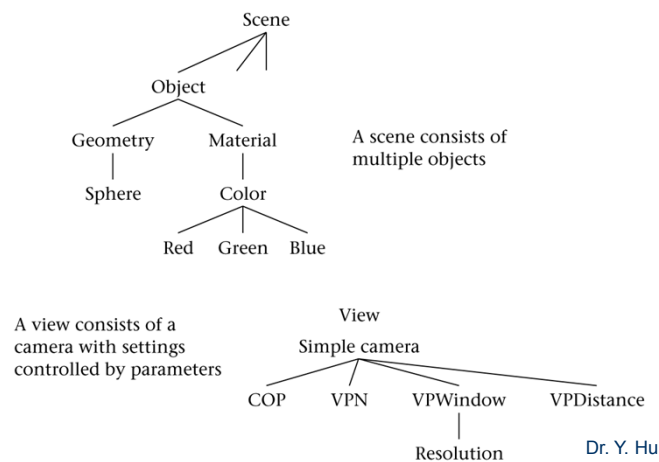 Scene
Object
Geometry Material
A scene consists of
multiple objects
Sphere Color
Red Green Blue
A view consists of a
camera with settings
controlled by parameters
View
Simple camera
COP VPN VPWindow VPDistance
Resolution
Dr. Y. Hu